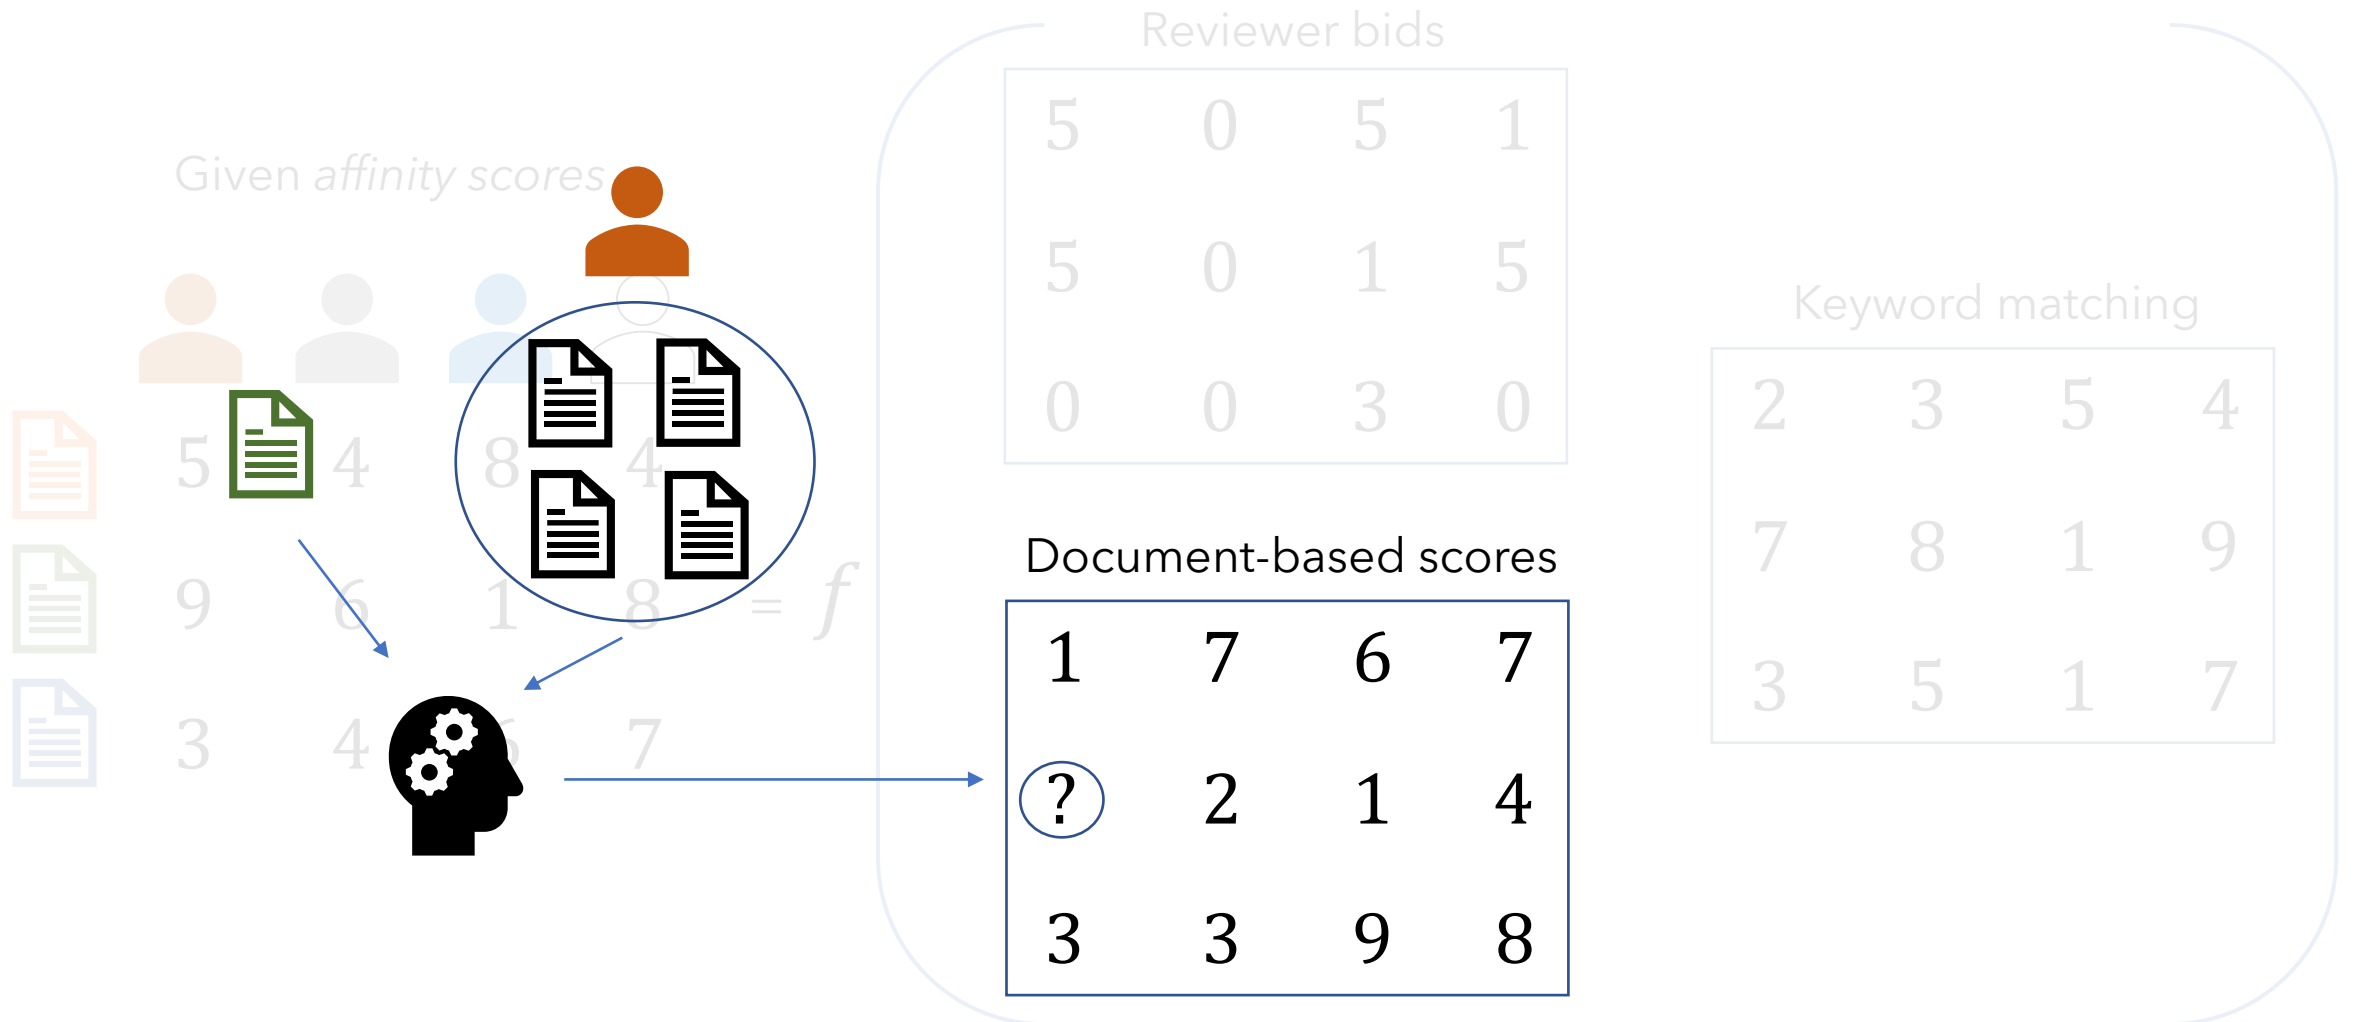 Reviewer bids
5 0 5 1
5 0 1 5
0 0 3 0
Given affinity scores
5 4 8 4
9 6 1 8 = f
3 4 7
Document-based scores
1 7 6 7
? 2 1 4
3 3 9 8
Keyword matching
2 3 5 4
7 8 1 9
3 5 1 7